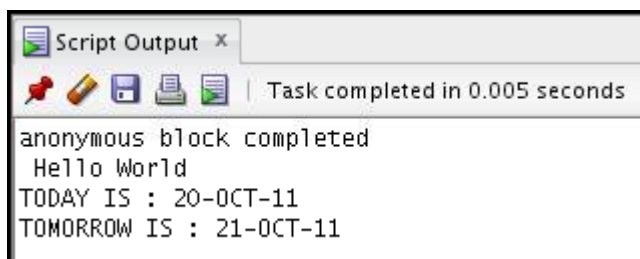 Script Output x
Task completed in 0.005 seconds
anonymous block completed
Hello World
TODAY IS : 20-OCT-11
TOMORROW IS : 21-OCT-11